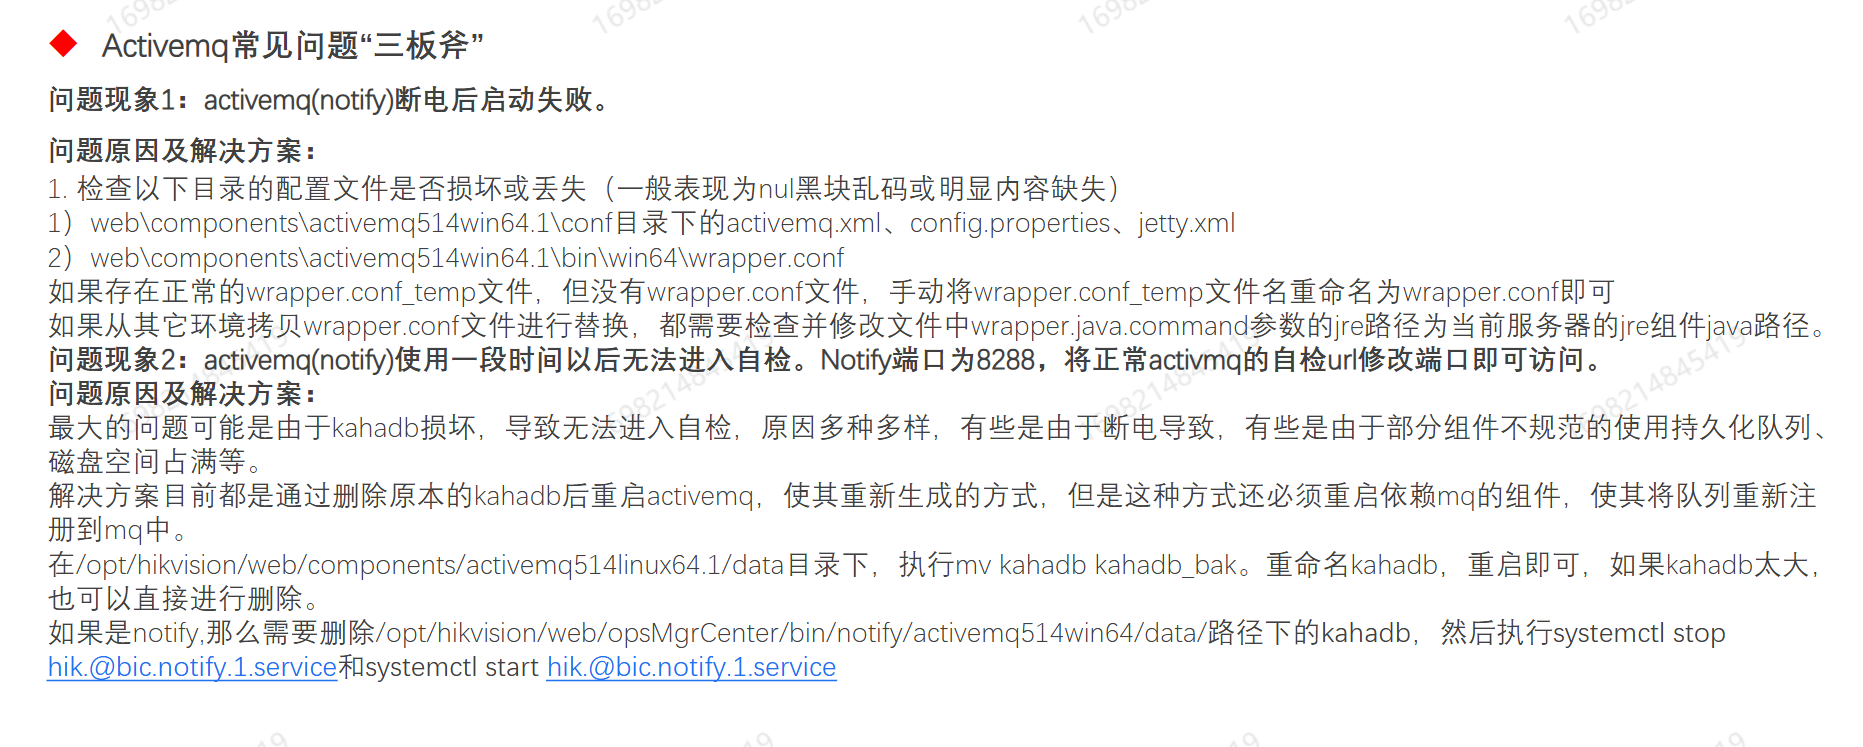 Activemq常见问题“三板斧”
问题现象1：activemq(notify)断电后启动失败。
问题原因及解决方案：
1. 检查以下目录的配置文件是否损坏或丢失（一般表现为nul黑块乱码或明显内容缺失）
1）web\components\activemq514win64.1\conf目录下的activemq.xml、config.properties、jetty.xml
2）web\components\activemq514win64.1\bin\win64\wrapper.conf
如果存在正常的wrapper.conf_temp文件，但没有wrapper.conf文件，手动将wrapper.conf_temp文件名重命名为wrapper.conf即可
如果从其它环境拷贝wrapper.conf文件进行替换，都需要检查并修改文件中wrapper.java.command参数的jre路径为当前服务器的jre组件java路径。
问题现象2：activemq(notify)使用一段时间以后无法进入自检。Notify端口为8288，将正常activmq的自检url修改端口即可访问。
问题原因及解决方案：
最大的问题可能是由于kahadb损坏，导致无法进入自检，原因多种多样，有些是由于断电导致，有些是由于部分组件不规范的使用持久化队列、
磁盘空间占满等。
解决方案目前都是通过删除原本的kahadb后重启activemq，使其重新生成的方式，但是这种方式还必须重启依赖mq的组件，使其将队列重新注
册到mq中。
在/opt/hikvision/web/components/activemq514linux64.1/data目录下，执行mv kahadb kahadb_bak。重命名kahadb，重启即可，如果kahadb太大，
也可以直接进行删除。
如果是notify,那么需要删除/opt/hikvision/web/opsMgrCenter/bin/notify/activemq514win64/data/路径下的kahadb，然后执行systemctl stop
hik.@bic.notify.1.service和systemctl start hik.@bic.notify.1.service